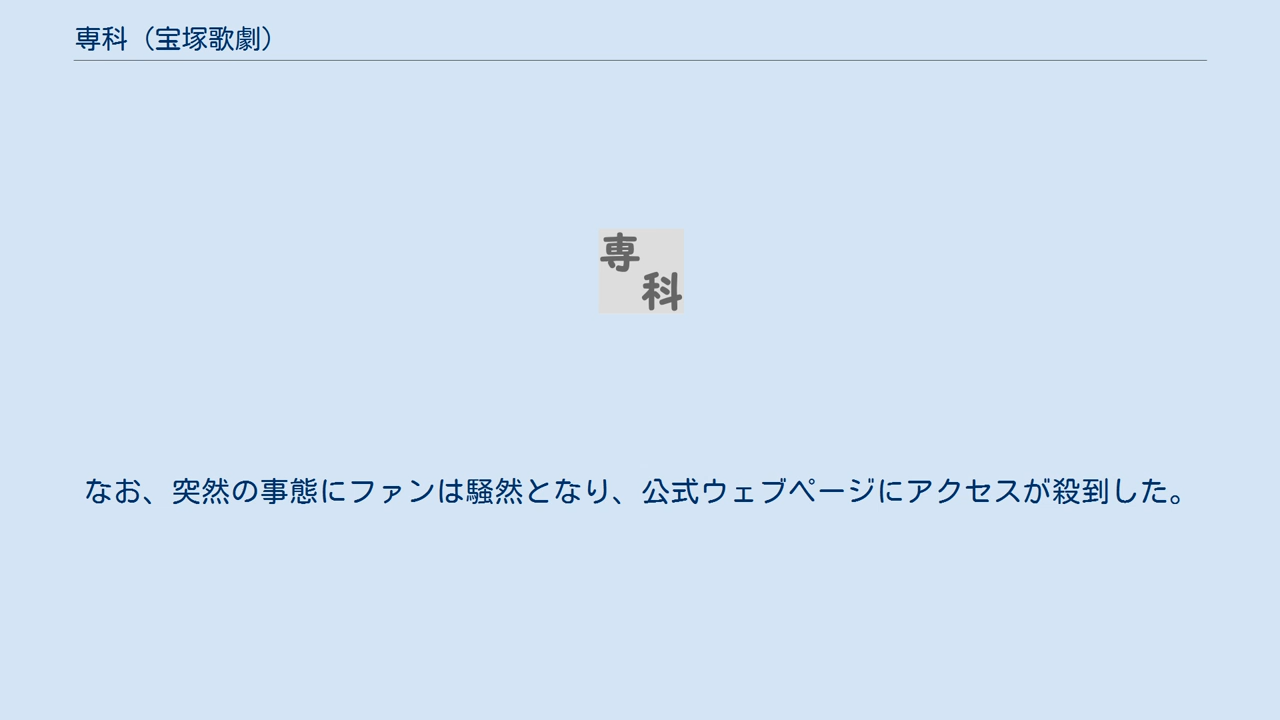 専科（宝塚歌劇）
専
科
なお、突然の事態にファンは騒然となり、公式ウェブページにアクセスが殺到した。